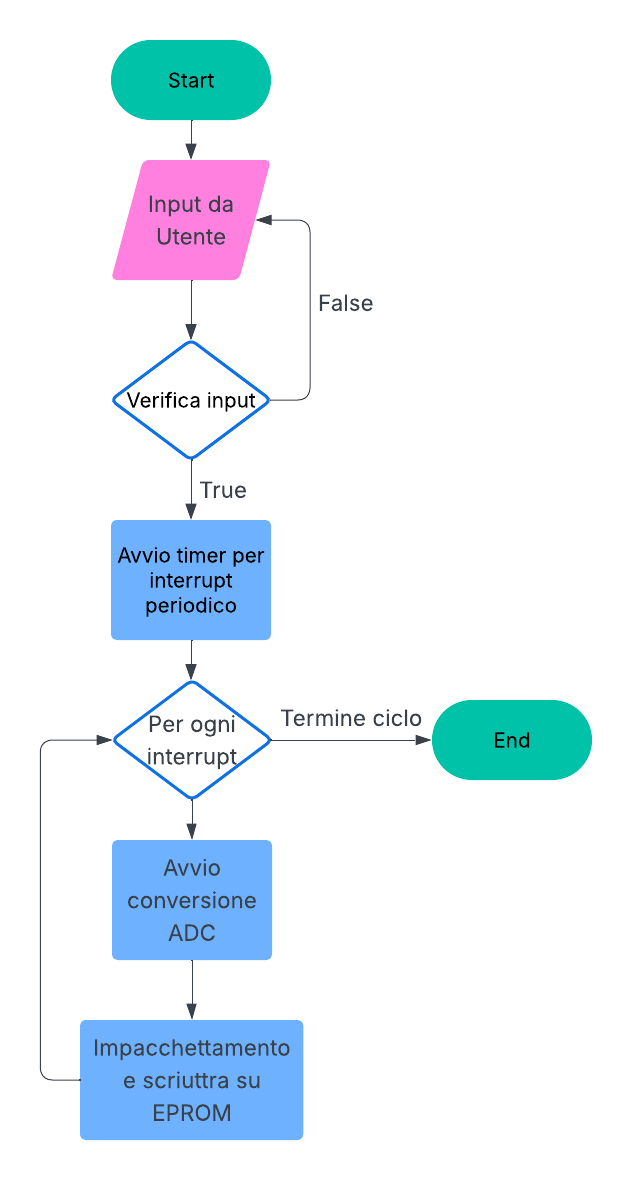 Start
Input da
Utente
False
Verifica input
True
Avvio timer per
interrupt
periodico
Per ogni
interrupt
Termine ciclo
End
Avvio
conversione
ADC
Impacchettamento
e scriuttra su
EPROM